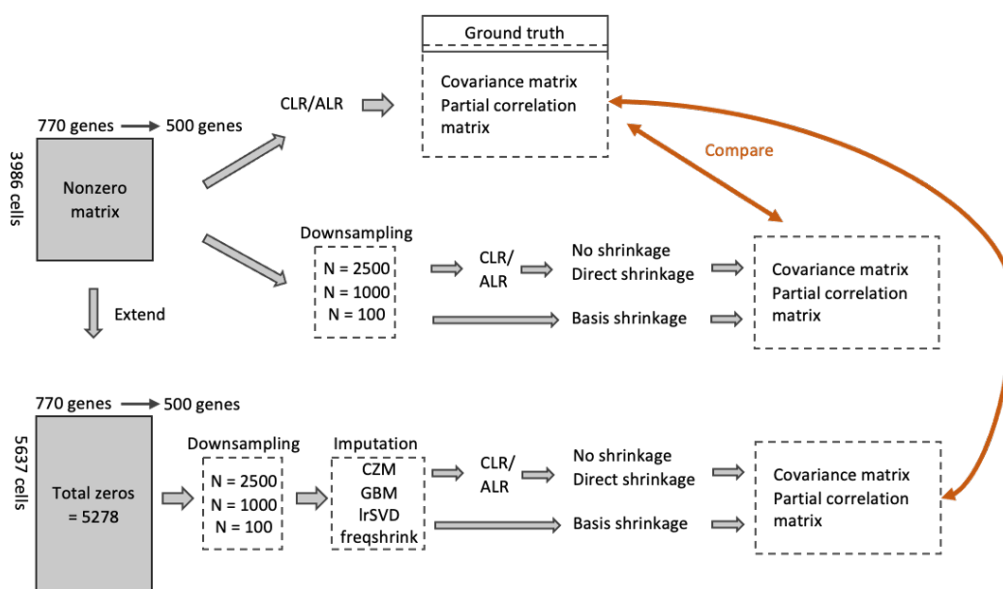 Ground truth
Covariance matrix
Partial correlation
matrix
CLR/ALR
770 genes
500 genes
3986 cells
Nonzero
matrix
Compare
Downsampling
N = 2500
N = 1000
N = 100
CLR/
ALR
No shrinkage
Direct shrinkage
Basis shrinkage
Covariance matrix
Partial correlation
matrix
Extend
770 genes
500 genes
5637 cells
Total zeros
= 5278
Downsampling
N = 2500
N = 1000
N = 100
Imputation
CZM
GBM
lrSVD
freqshrink
CLR/
ALR
No shrinkage
Direct shrinkage
Basis shrinkage
Covariance matrix
Partial correlation
matrix